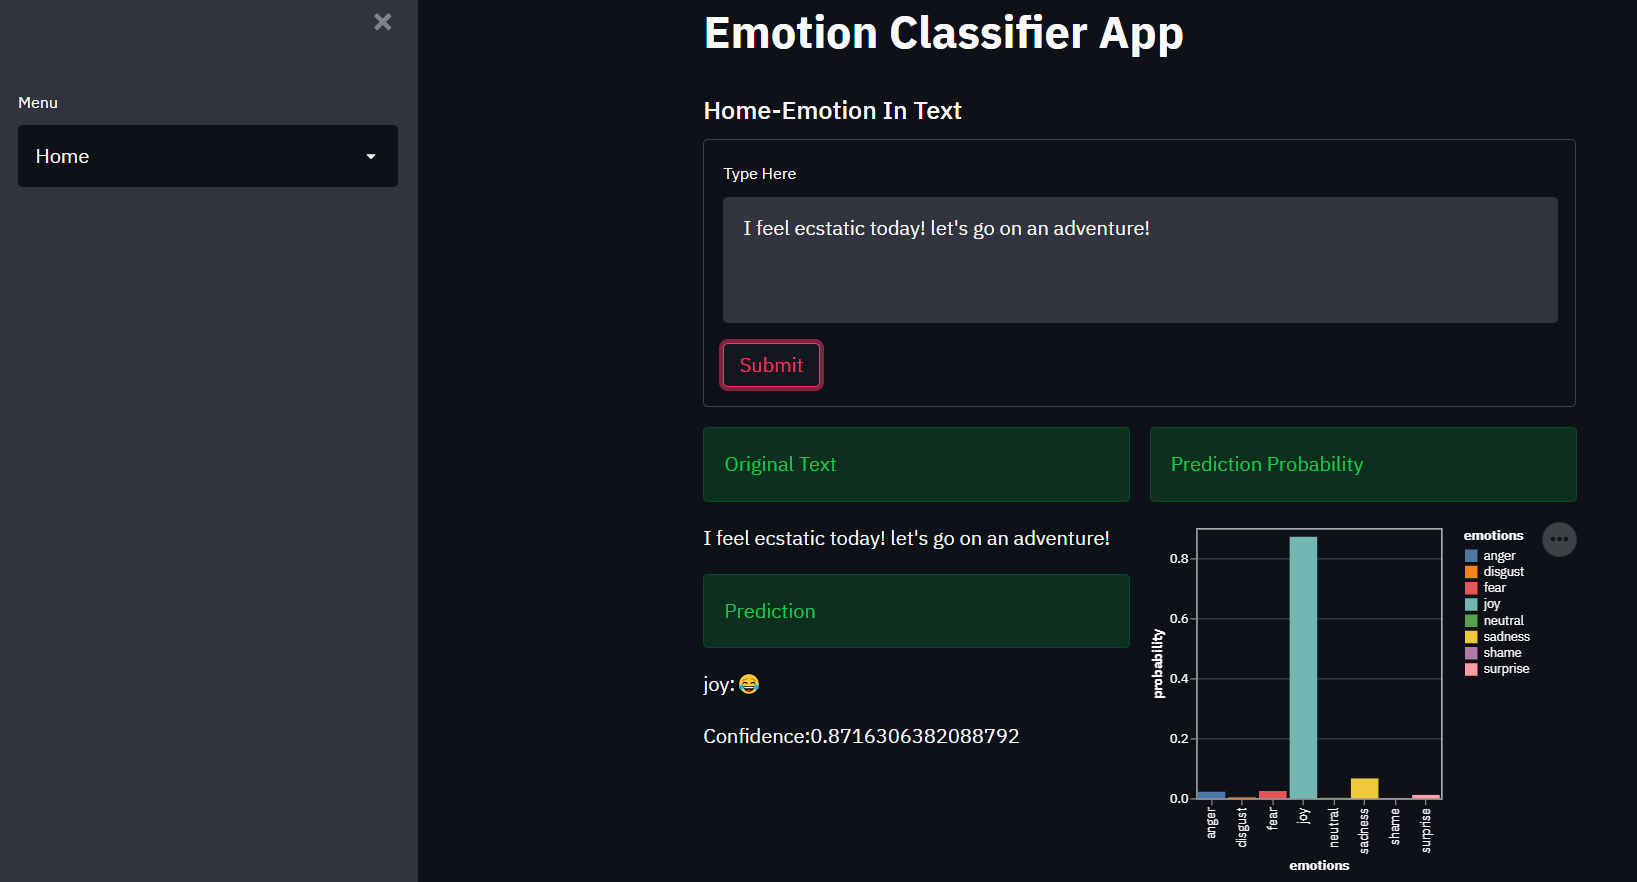 ×
Menu
Home
Emotion Classifier App
Home-Emotion In Text
Type Here
I feel ecstatic today! let's go on an adventure!
Submit
Original Text
I feel ecstatic today! let's go on an adventure!
Prediction
joy:😂
Confidence:0.8716306382088792
Prediction Probability
probability
0.8
0.6
0.4
0.2
0.0
anger
disgust
fear
joy
neutral
sadness
shame
surprise
emotions
emotions
anger
disgust
fear
joy
neutral
sadness
shame
surprise